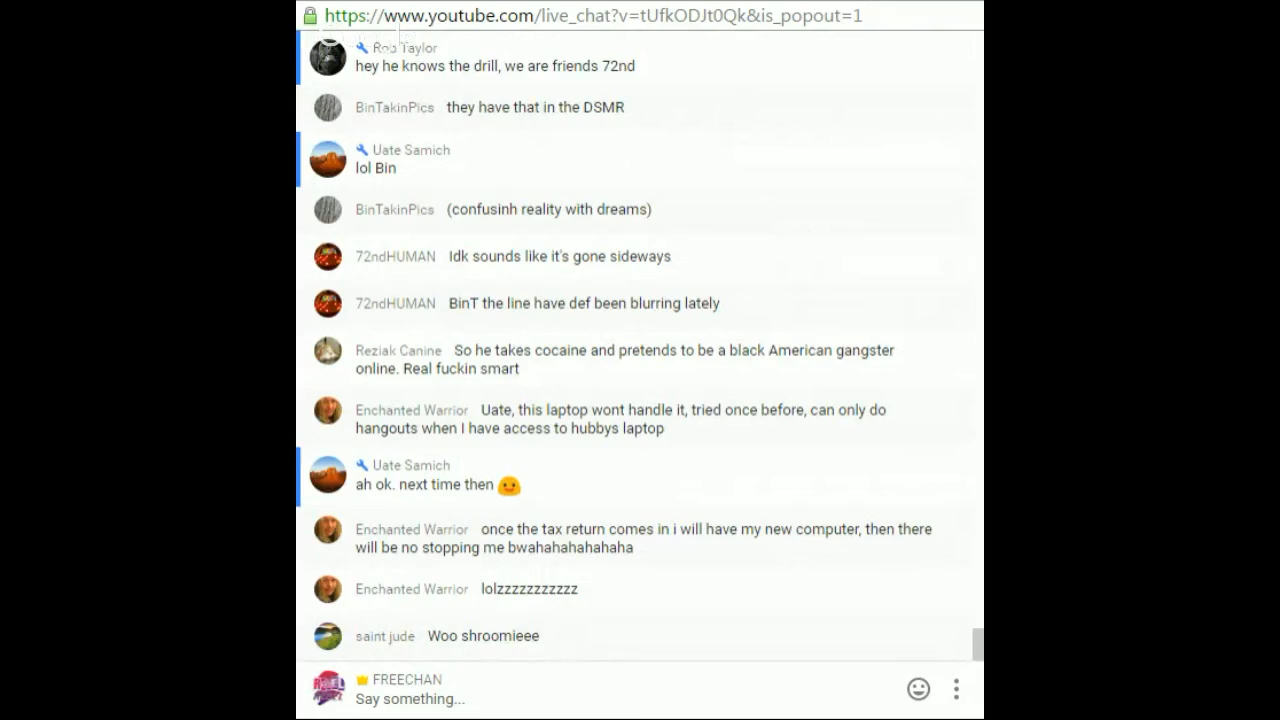 https://www.youtube.com/live_chat?v=tUfkODJt0Qk&is_popout=1
Rob Taylor
hey he knows the drill, we are friends 72nd
BinTakinPics they have that in the DSMR
Uate Samich
lol Bin
BinTakinPics (confusinh reality with dreams)
72ndHUMAN Idk sounds like it's gone sideways
72ndHUMAN BinT the line have def been blurring lately
Reziak Canine So he takes cocaine and pretends to be a black American gangster
online. Real fuckin smart
Enchanted Warrior Uate, this laptop wont handle it, tried once before, can only do
hangouts when I have access to hubbys laptop
Uate Samich
ah ok. next time then
Enchanted Warrior once the tax return comes in i will have my new computer, then there
will be no stopping me bwahahahahahaha
Enchanted Warrior lolzzzzzzzzzzz
saint jude Woo shroomieee
FREECHAN
Say something...